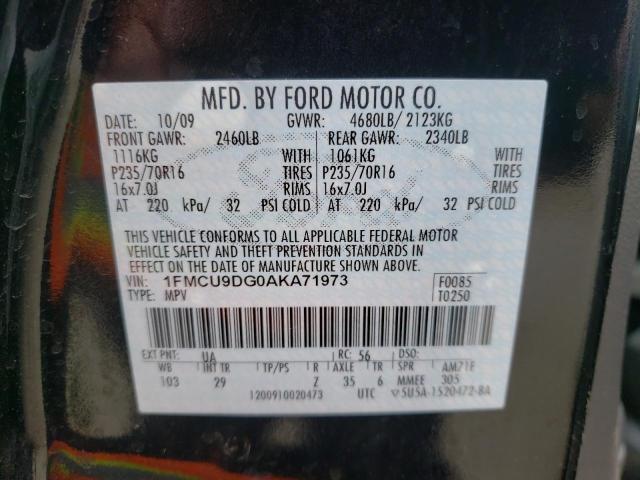 MFD. BY FORD MOTOR CO.
DATE: 10/09 GVWR: 4680LB/ 2123KG
FRONT GAWR: 2460LB REAR GAWR: 2340LB
1116KG WITH 1061KG WITH
P235/70R16 TIRES P235/70R16 TIRES
16x7.0J RIMS 16x7.0J RIMS
AT 220 kPa/ 32 PSI COLD AT 220 kPa/ 32 PSI COLD
THIS VEHICLE CONFORMS TO ALL APPLICABLE FEDERAL MOTOR
VEHICLE SAFETY AND THEFT PREVENTION STANDARDS IN
EFFECT ON THE DATE OF MANUFACTURE SHOWN ABOVE.
VIN: 1FMCU9DG0AKA71973 F0085
TYPE: MPV T0250
EXT PNT: UA RC: 56 DSO:
WB INT TR TP/PS R AXLE TR SPR AM71F
103 29 Z 35 6 MMEE 305
1200910020473 UTC 5U5A-1520472-BA